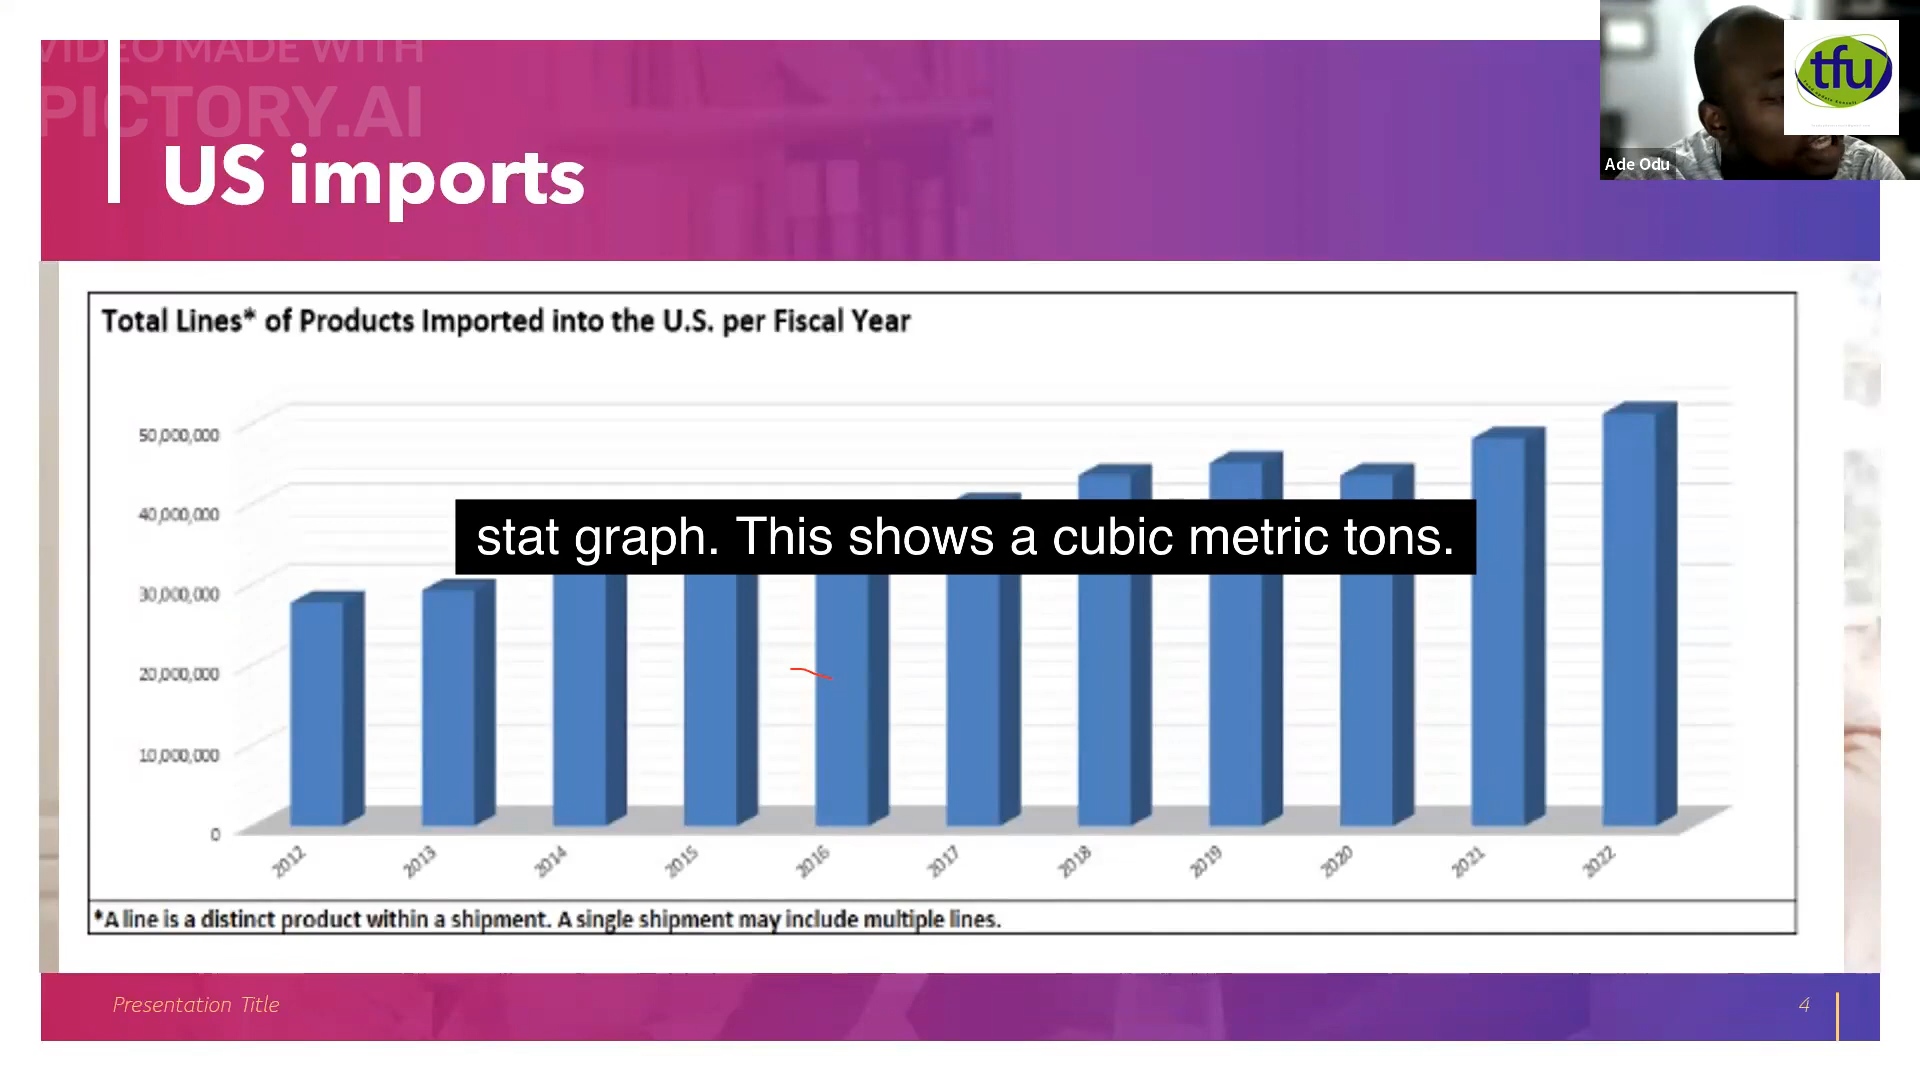 VIDEO MADE WITH
PICTORY.AI
US imports
tfu
Ade Odu
Total Lines* of Products Imported into the U.S. per Fiscal Year
50,000,000
40,000,000
30,000,000
20,000,000
10,000,000
0
stat graph. This shows a cubic metric tons.
2012
2013
2014
2015
2016
2017
2018
2019
2020
2021
2022
*A line is a distinct product within a shipment. A single shipment may include multiple lines.
Presentation Title
4